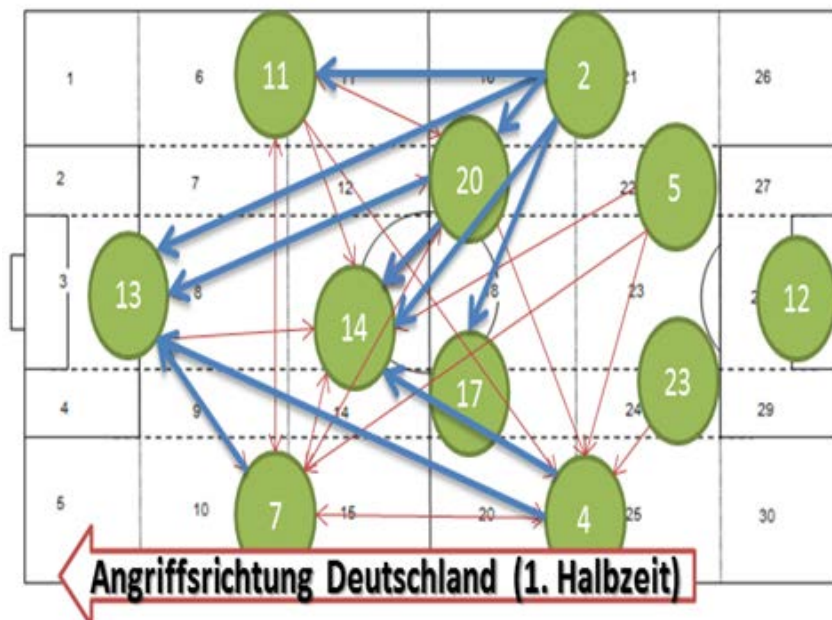 1 6 11 11 10 2 21 26
2 7 12 20 22 5 27
3 13 8 14 18 23 12
4 9 14 17 24 23 29
5 10 7 15 20 4 25 30
Angriffsrichtung Deutschland (1. Halbzeit)